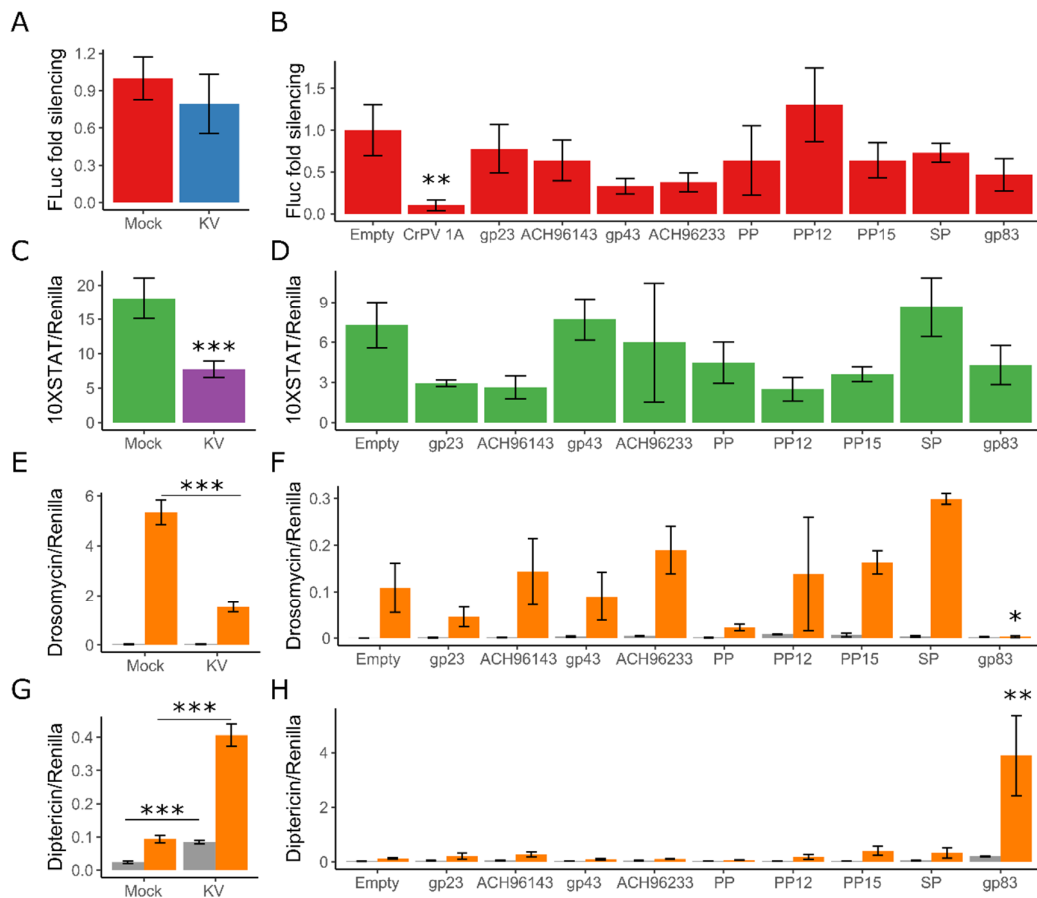 A
FLuc fold silencing
1.2
0.9
0.6
0.3
0.0
Mock
KV
B
Fluc fold silencing
1.5
1.0
0.5
0.0
**
Empty
CrPV 1A
gp23
ACH96143
gp43
ACH96233
PP
PP12
PP15
SP
gp83
C
10XSTAT/Renilla
20
15
10
5
0
***
Mock
KV
D
10XSTAT/Renilla
9
6
3
0
Empty
gp23
ACH96143
gp43
ACH96233
PP
PP12
PP15
SP
gp83
E
Drosomycin/Renilla
6
4
2
0
***
Mock
KV
F
Drosomycin/Renilla
0.3
0.2
0.1
0
*
Empty
gp23
ACH96143
gp43
ACH96233
PP
PP12
PP15
SP
gp83
G
Diptericin/Renilla
0.4
0.3
0.2
0.1
0.0
***
***
Mock
KV
H
Diptericin/Renilla
4
2
0
**
Empty
gp23
ACH96143
gp43
ACH96233
PP
PP12
PP15
SP
gp83